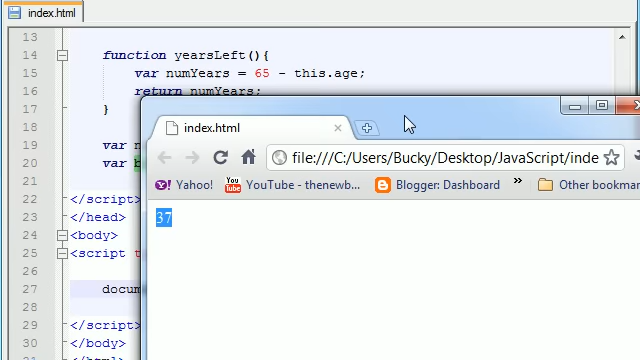 index.html
13
14 function yearsLeft(){
15 var numYears = 65 - this.age;
16 return numYears;
17 }
18
19 var n
20 var b
21
22 </script>
23 </head>
24 <body>
25 <script t
26
27 docum
28
29 </script>
30 </body>
31
index.html
file:///C:/Users/Bucky/Desktop/JavaScript/inde
Yahoo! YouTube - thenewb... Blogger: Dashboard » Other bookmar
37